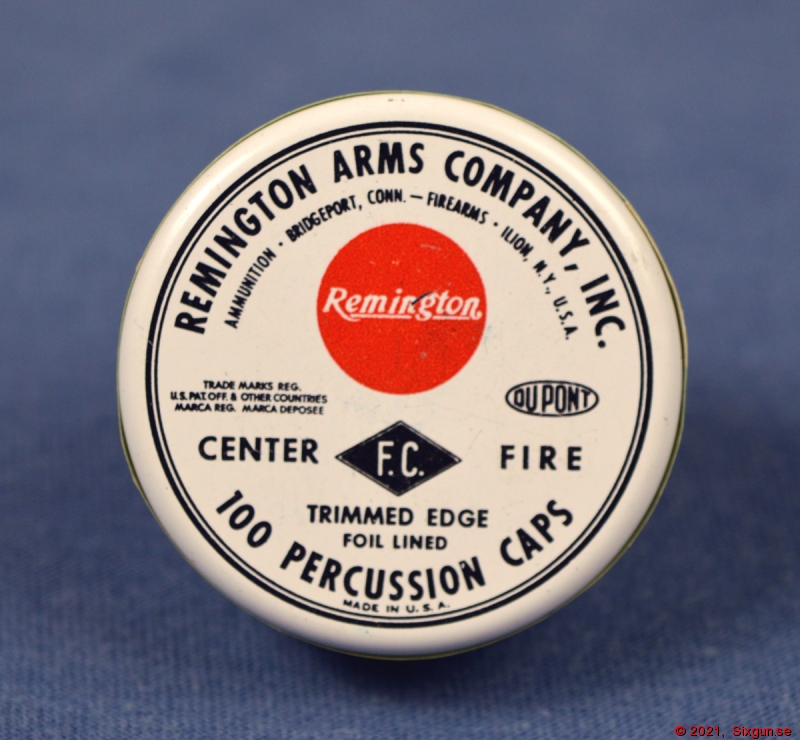 REMINGTON ARMS COMPANY, INC.
AMMUNITION · BRIDGEPORT, CONN. — FIREARMS · ILION, N.Y., U.S.A.
Remington
TRADE MARKS REG.
U.S. PAT. OFF. & OTHER COUNTRIES
MARCA REG. MARCA DEPOSEE
DU PONT
CENTER F.C. FIRE
TRIMMED EDGE
FOIL LINED
100 PERCUSSION CAPS
MADE IN U.S.A.
© 2021, Sixgun.se